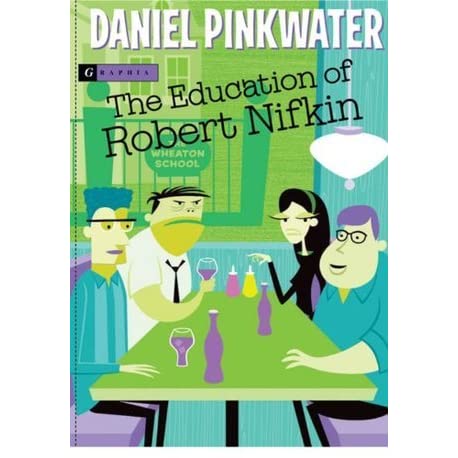 DANIEL PINKWATER
GRAPHIA
The Education of
Robert Nifkin
WHEATON
SCHOOL